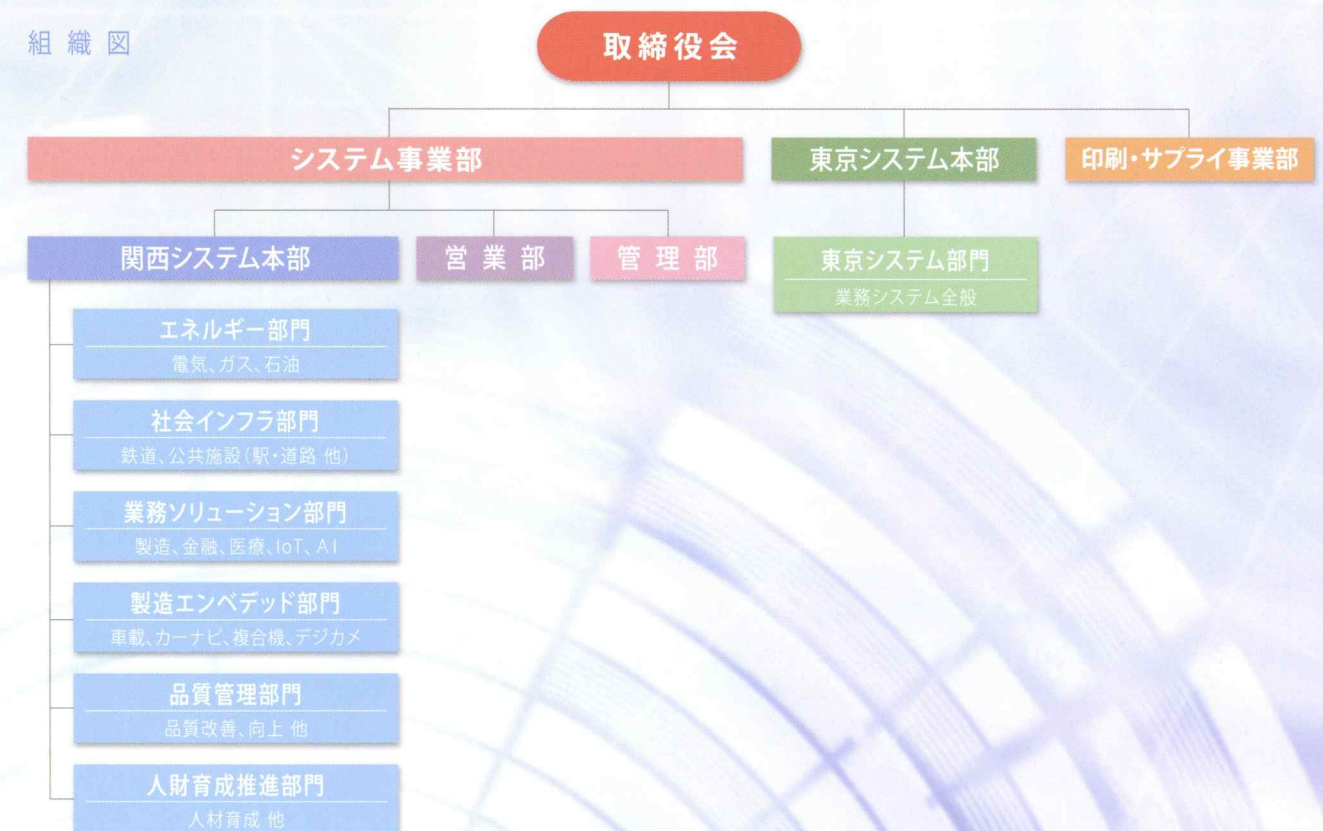 組織図
取締役会
システム事業部
東京システム本部
印刷・サプライ事業部
関西システム本部
営業部
管理部
東京システム部門
業務システム全般
エネルギー部門
電気、ガス、石油
社会インフラ部門
鉄道、公共施設(駅・道路 他)
業務ソリューション部門
製造、金融、医療、IoT、AI
製造エンベデッド部門
車載、カーナビ、複合機、デジカメ
品質管理部門
品質改善、向上 他
人財育成推進部門
人材育成 他